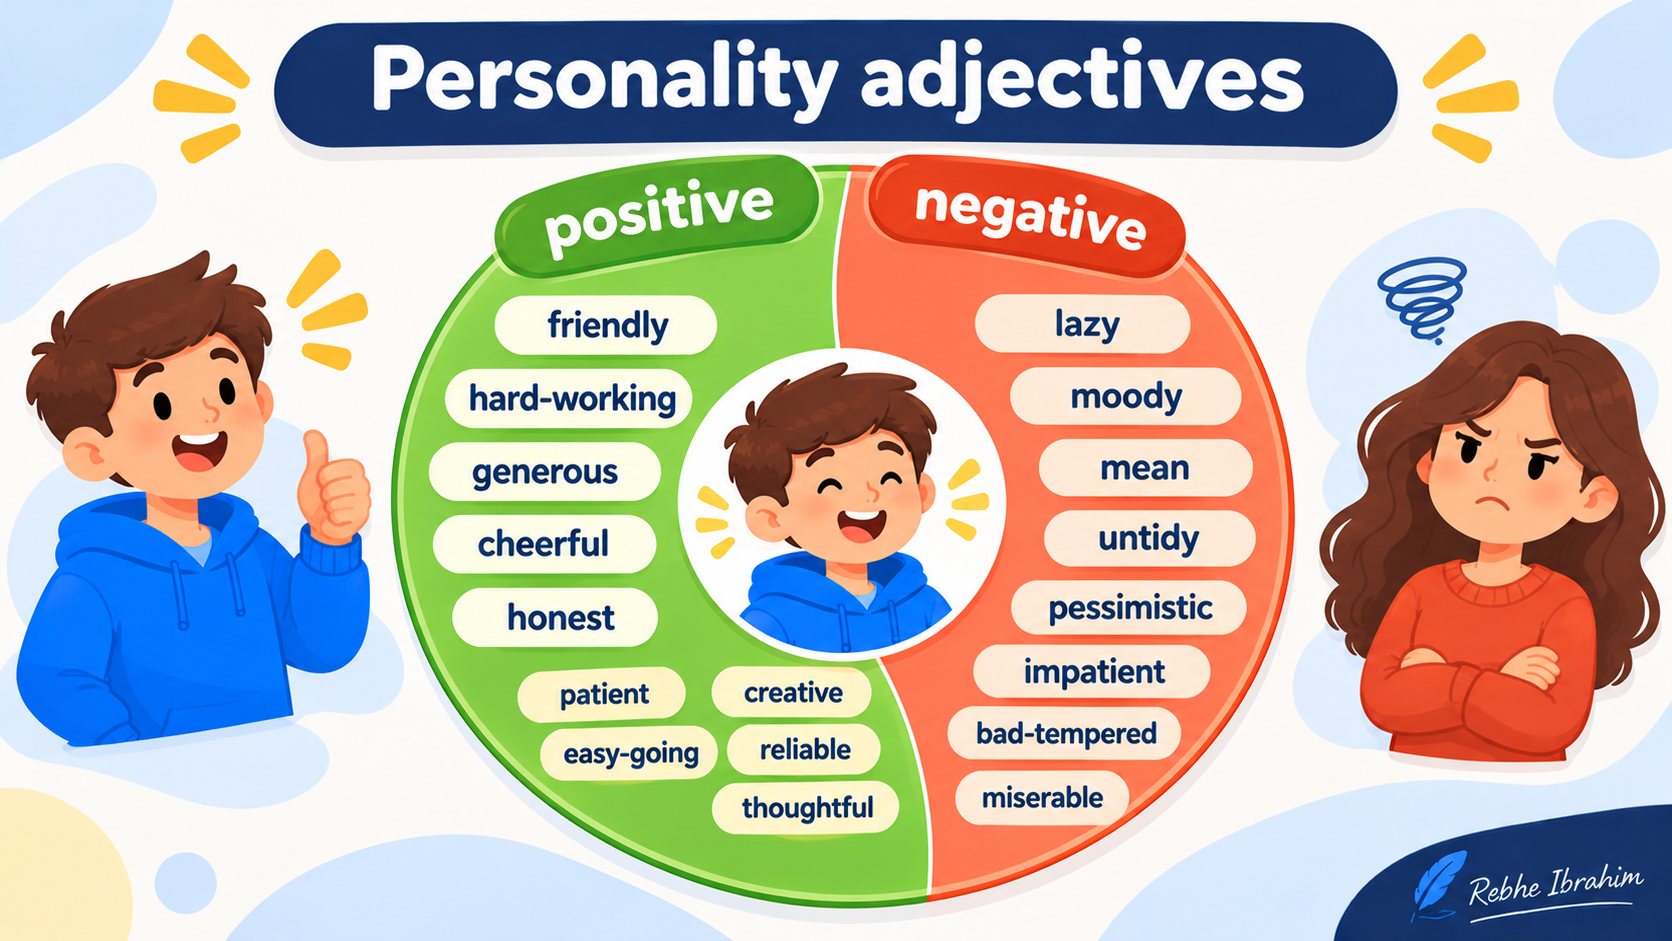 Personality adjectives
positive
negative
friendly
hard-working
generous
cheerful
honest
patient
creative
easy-going
reliable
thoughtful
lazy
moody
mean
untidy
pessimistic
impatient
bad-tempered
miserable
Rebhe Ibrahim